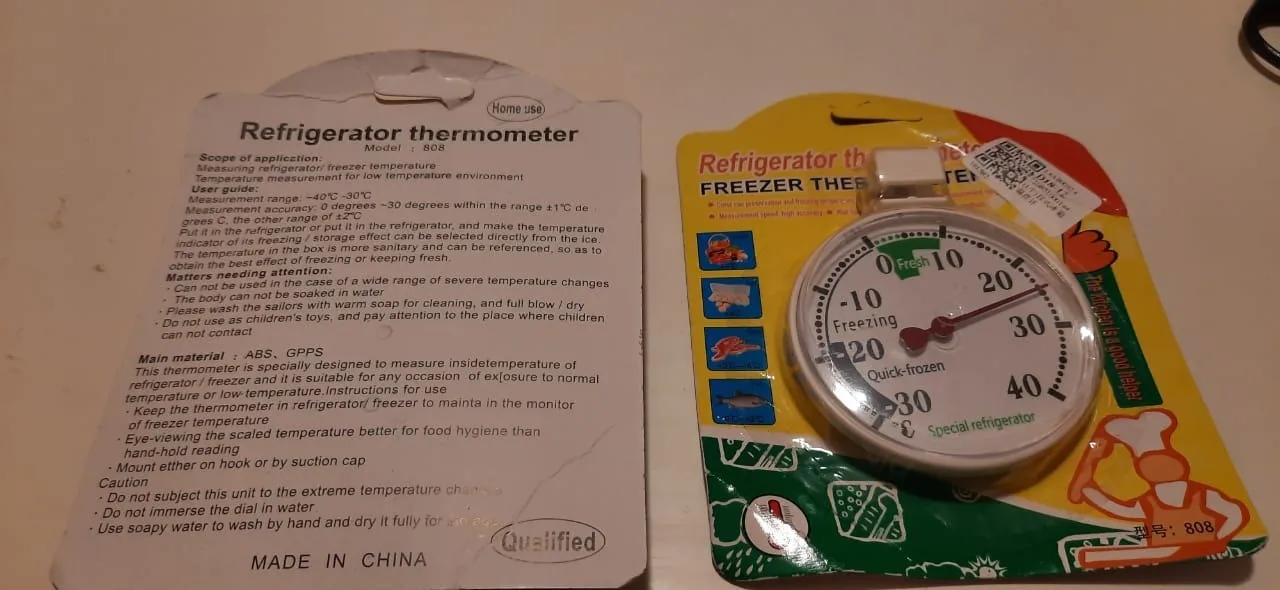 Home use
Refrigerator thermometer
Model : 808
Scope of application:
Measuring refrigerator/ freezer temperature
Temperature measurement for low temperature environment
User guide:
Measurement range: -40℃ -30℃
Measurement accuracy: 0 degrees ~30 degrees within the range ±1℃ de
grees C, the other range of ±2℃
Put it in the refrigerator or put it in the refrigerator, and make the temperature
indicator of its freezing / storage effect can be selected directly from the ice.
The temperature in the box is more sanitary and can be referenced, so as to
obtain the best effect of freezing or keeping fresh.
Matters needing attention:
· Can not be used in the case of a wide range of severe temperature changes
· The body can not be soaked in water
· Please wash the sailors with warm soap for cleaning, and full blow / dry
· Do not use as children's toys, and pay attention to the place where children
can not contact
Main material : ABS、GPPS
This thermometer is specially designed to measure insidetemperature of
refrigerator / freezer and it is suitable for any occasion of ex[osure to normal
temperature or low-temperature.Instructions for use
· Keep the thermometer in refrigerator/ freezer to mainta in the monitor
of freezer temperature
· Eye-viewing the scaled temperature better for food hygiene than
hand-hold reading
· Mount etther on hook or by suction cap
Caution
· Do not subject this unit to the extreme temperature
· Do not immerse the dial in water
· Use soapy water to wash by hand and dry it fully for
Qualified
MADE IN CHINA
Refrigerator
FREEZER
0 Fresh 10
-10 20
Freezing 30
-20
Quick-frozen
-30 40
℃ Special refrigerator
The kitchen is a good helper
型号：808